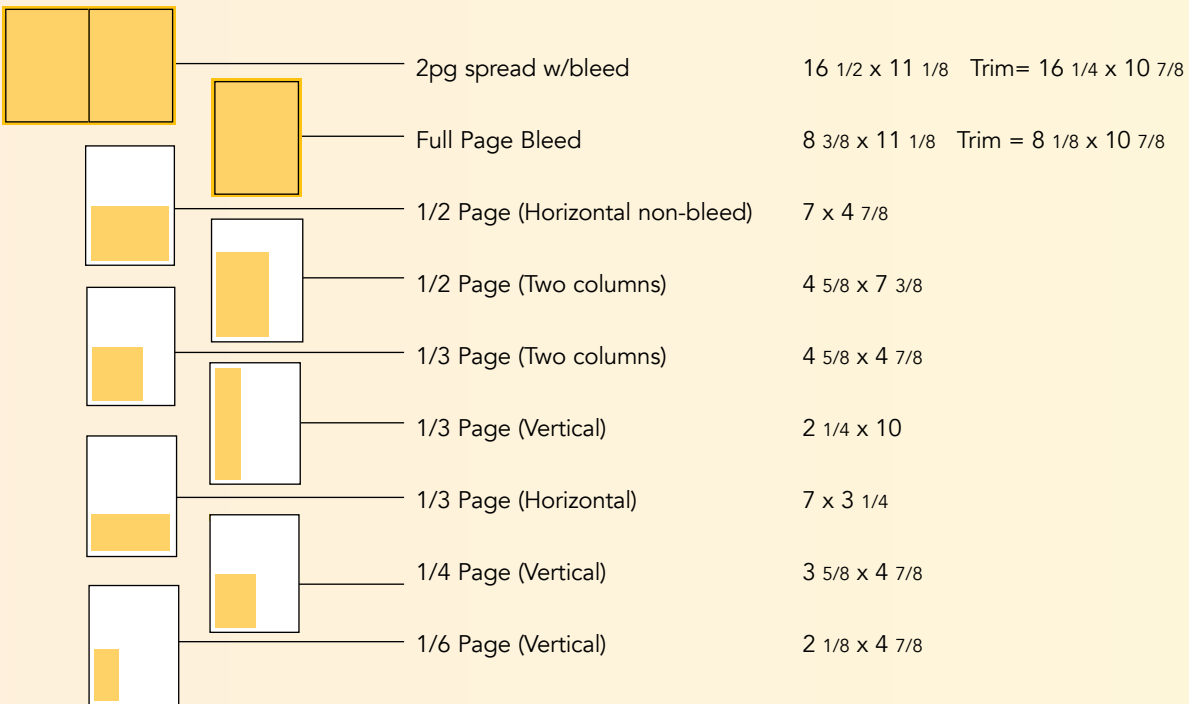 2pg spread w/bleed 16 1/2 x 11 1/8 Trim= 16 1/4 x 10 7/8
Full Page Bleed 8 3/8 x 11 1/8 Trim = 8 1/8 x 10 7/8
1/2 Page (Horizontal non-bleed) 7 x 4 7/8
1/2 Page (Two columns) 4 5/8 x 7 3/8
1/3 Page (Two columns) 4 5/8 x 4 7/8
1/3 Page (Vertical) 2 1/4 x 10
1/3 Page (Horizontal) 7 x 3 1/4
1/4 Page (Vertical) 3 5/8 x 4 7/8
1/6 Page (Vertical) 2 1/8 x 4 7/8